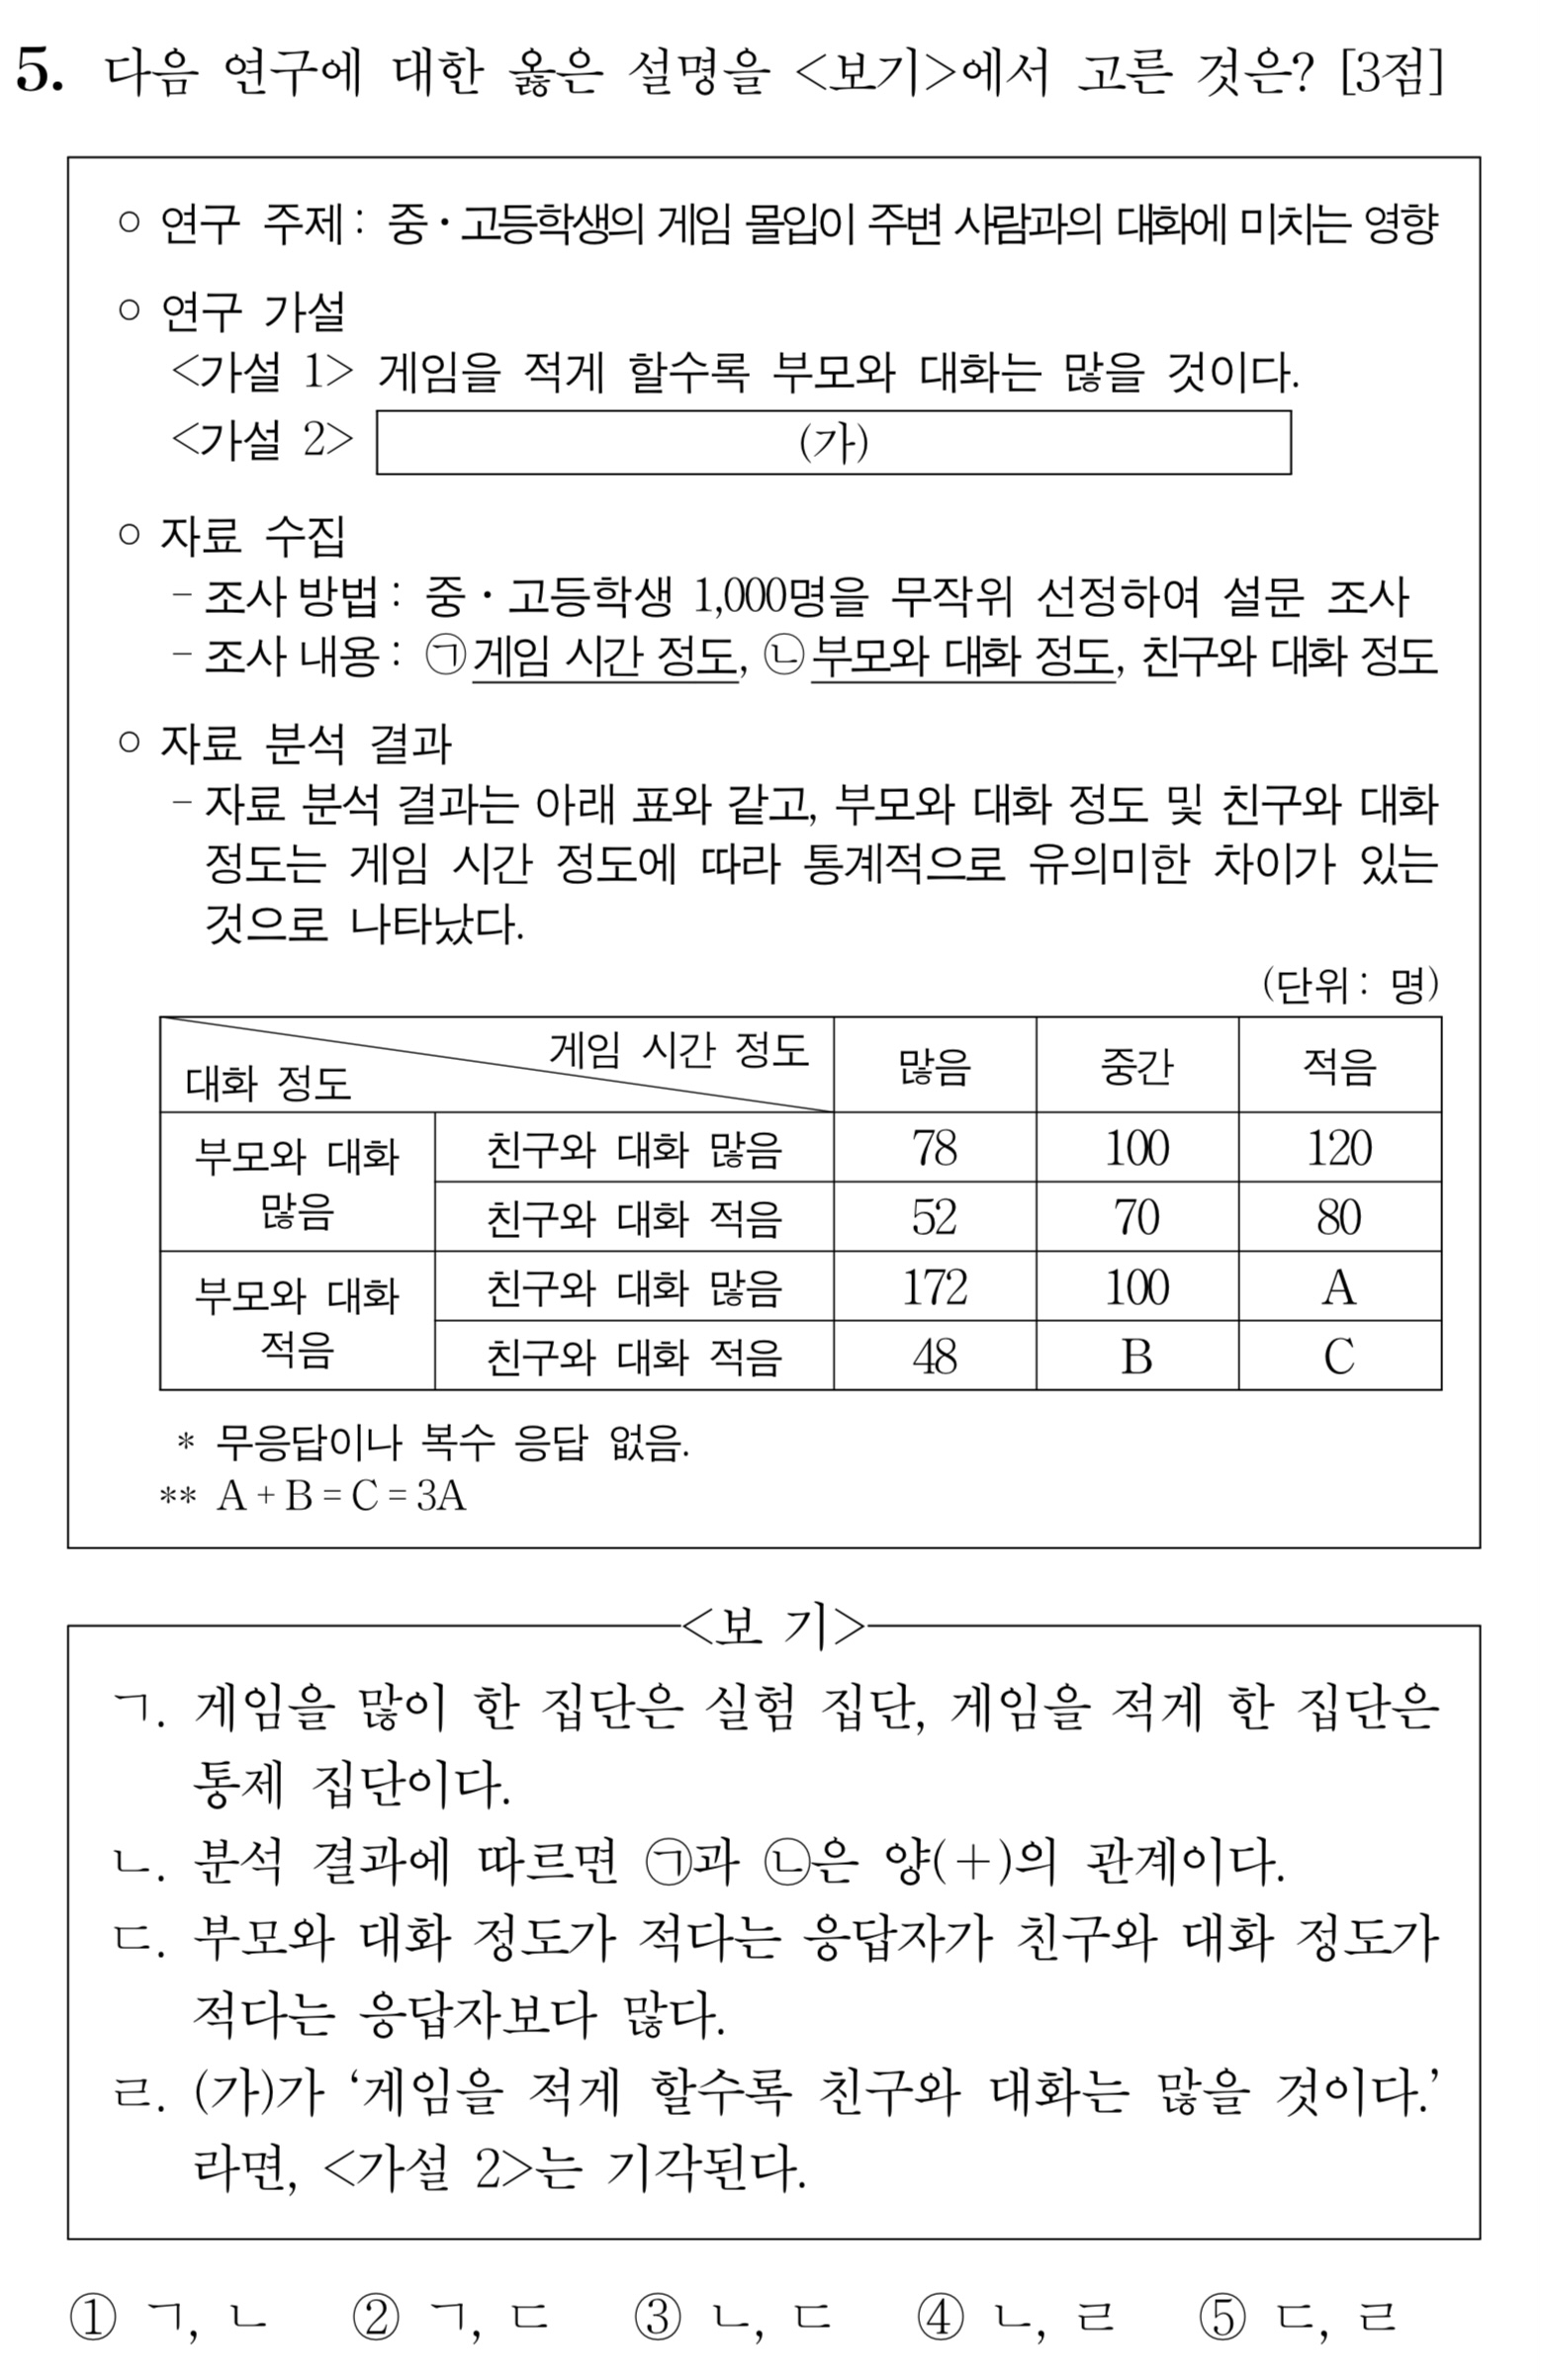 5. 다음 연구에 대한 옳은 설명을 <보기>에서 고른 것은? [3점]
○ 연구 주제 : 중·고등학생의 게임 몰입이 주변 사람과의 대화에 미치는 영향
○ 연구 가설
<가설 1> 게임을 적게 할수록 부모와 대화는 많을 것이다.
<가설 2> (가)
○ 자료 수집
- 조사 방법 : 중·고등학생 1,000명을 무작위 선정하여 설문 조사
- 조사 내용 : ㉠게임 시간 정도, ㉡부모와 대화 정도, 친구와 대화 정도
○ 자료 분석 결과
- 자료 분석 결과는 아래 표와 같고, 부모와 대화 정도 및 친구와 대화
정도는 게임 시간 정도에 따라 통계적으로 유의미한 차이가 있는
것으로 나타났다.
(단위 : 명)
게임 시간 정도
대화 정도
많음 중간 적음
부모와 대화 많음
친구와 대화 많음 78 100 120
친구와 대화 적음 52 70 80
부모와 대화 적음
친구와 대화 많음 172 100 A
친구와 대화 적음 48 B C
* 무응답이나 복수 응답 없음.
** A + B = C = 3A
<보 기>
ㄱ. 게임을 많이 한 집단은 실험 집단, 게임을 적게 한 집단은
통제 집단이다.
ㄴ. 분석 결과에 따르면 ㉠과 ㉡은 양(+)의 관계이다.
ㄷ. 부모와 대화 정도가 적다는 응답자가 친구와 대화 정도가
적다는 응답자보다 많다.
ㄹ. (가)가 ‘게임을 적게 할수록 친구와 대화는 많을 것이다.’
라면, <가설 2>는 기각된다.
① ㄱ, ㄴ ② ㄱ, ㄷ ③ ㄴ, ㄷ ④ ㄴ, ㄹ ⑤ ㄷ, ㄹ